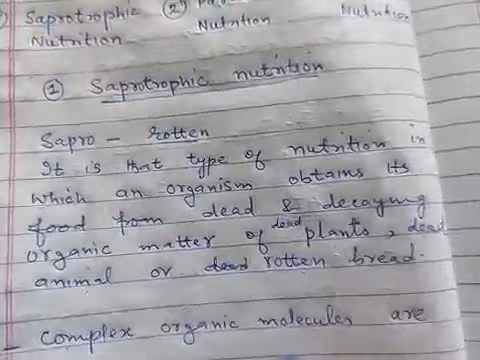 Saprotrophic (2) Nutrition
Nutrition Nutrition
① Saprotrophic nutrition
Sapro - rotten
It is that type of nutrition in
which an organism obtains its
food from dead & decaying
organic matter of dead plants, dead
animal or dead rotten bread.
- Complex organic molecules are